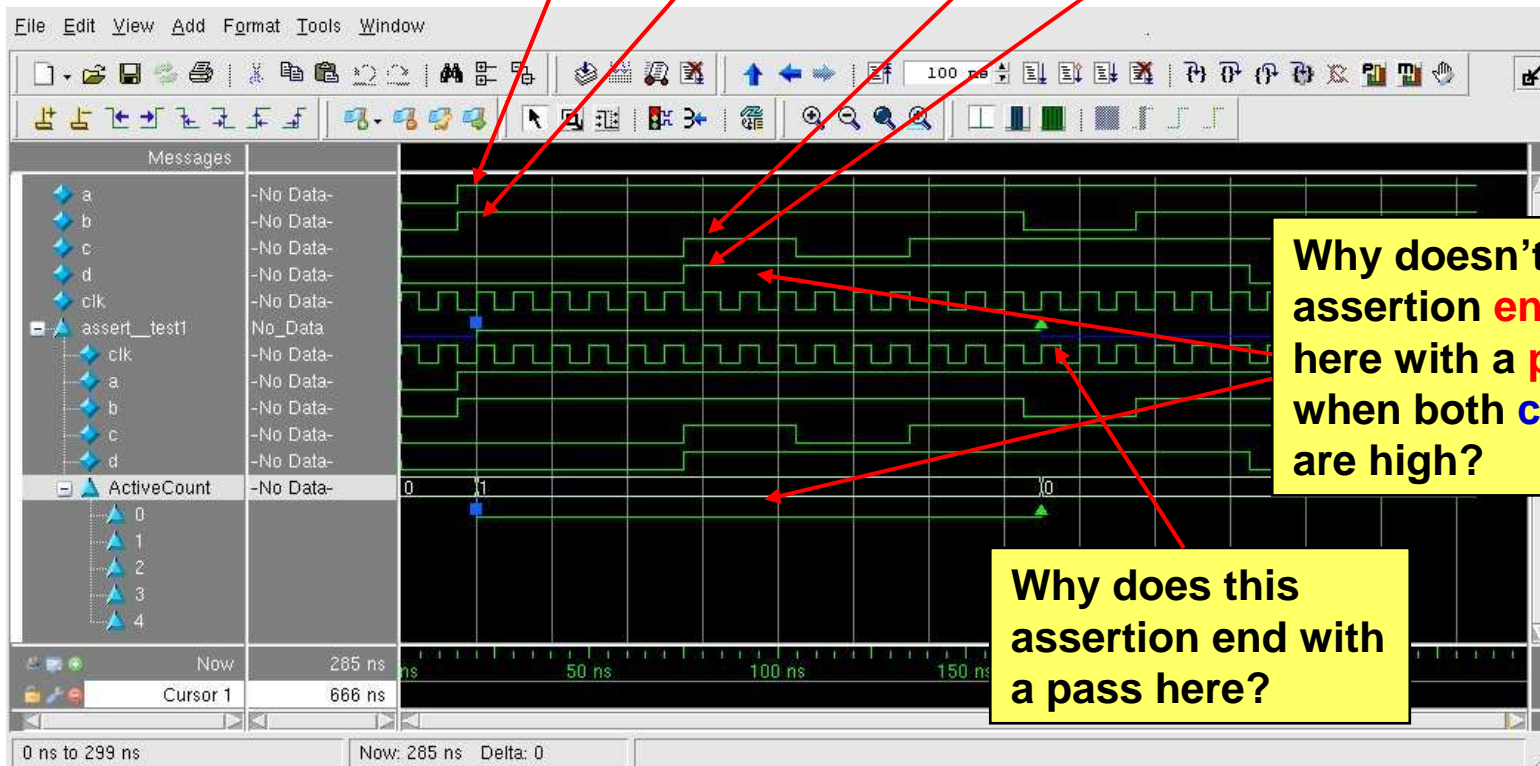 File Edit View Add Format Tools Window
100 ns
Messages
a -No Data-
b -No Data-
c -No Data-
d -No Data-
clk -No Data-
assert__test1 No_Data
clk -No Data-
a -No Data-
b -No Data-
c -No Data-
d -No Data-
ActiveCount -No Data- 0 1 0
0
1
2
3
4
Why doesn't
assertion en
here with a p
when both c
are high?
Why does this
assertion end with
a pass here?
Now 285 ns ns 50 ns 100 ns 150 ns
Cursor 1 666 ns
0 ns to 299 ns Now: 285 ns Delta: 0